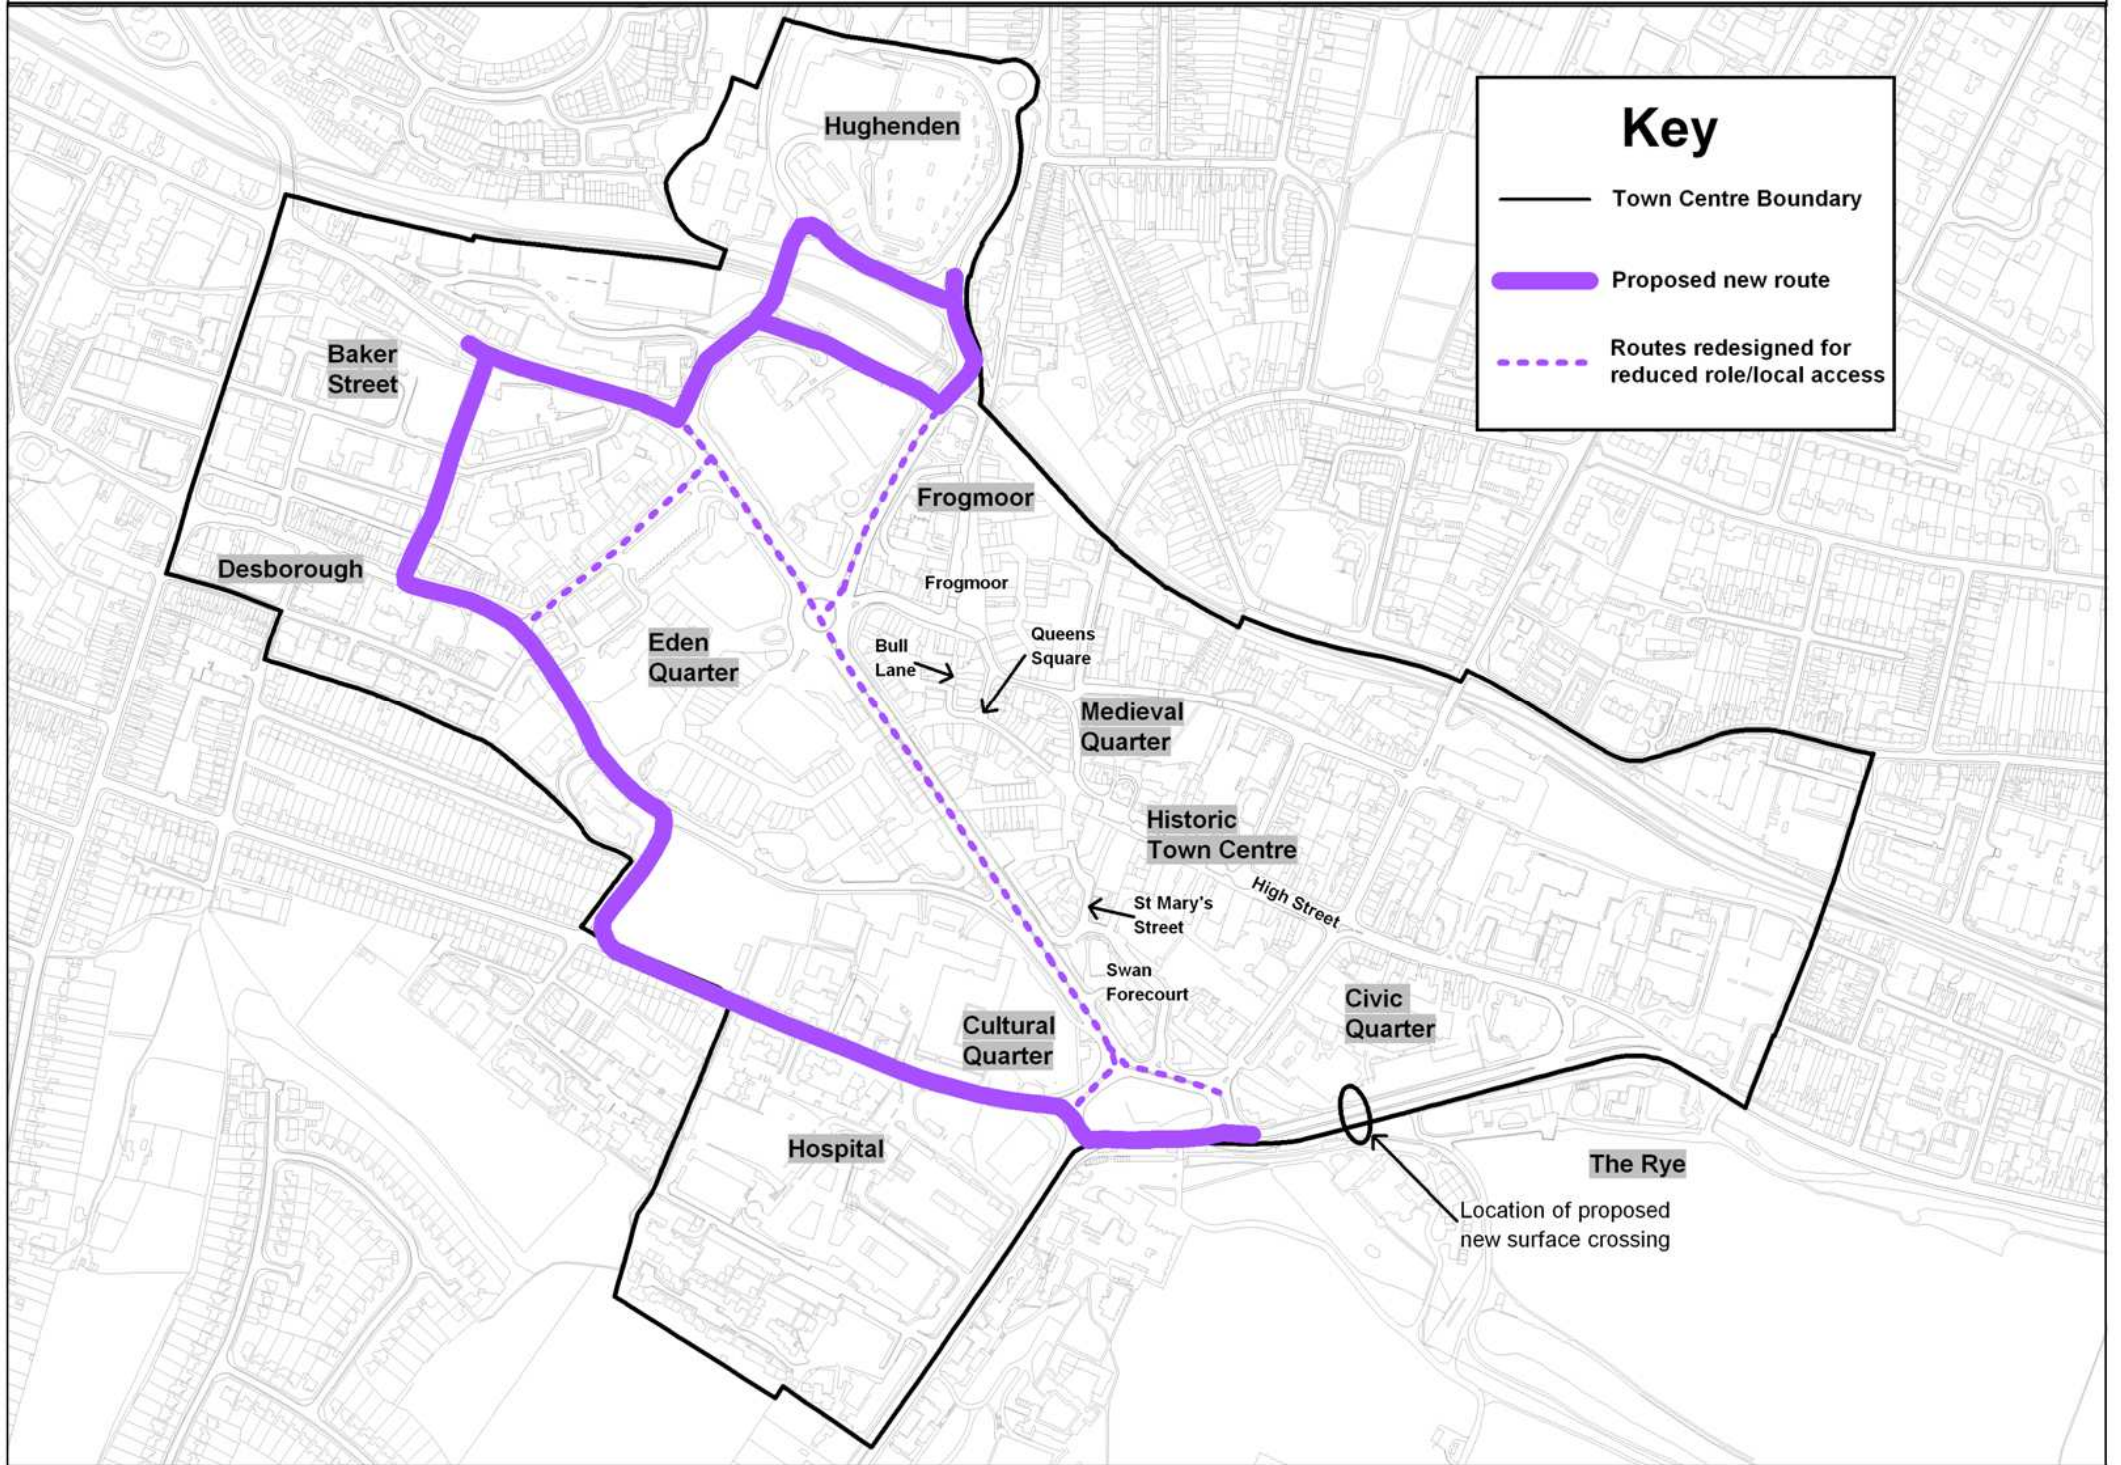 Hughenden
Key
Town Centre Boundary
Proposed new route
Routes redesigned for
reduced role/local access
Baker
Street
Desborough
Frogmoor
Frogmoor
Eden
Quarter
Bull
Lane
Queens
Square
Medieval
Quarter
Historic
Town Centre
High Street
St Mary's
Street
Swan
Forecourt
Civic
Quarter
Cultural
Quarter
Hospital
The Rye
Location of proposed
new surface crossing